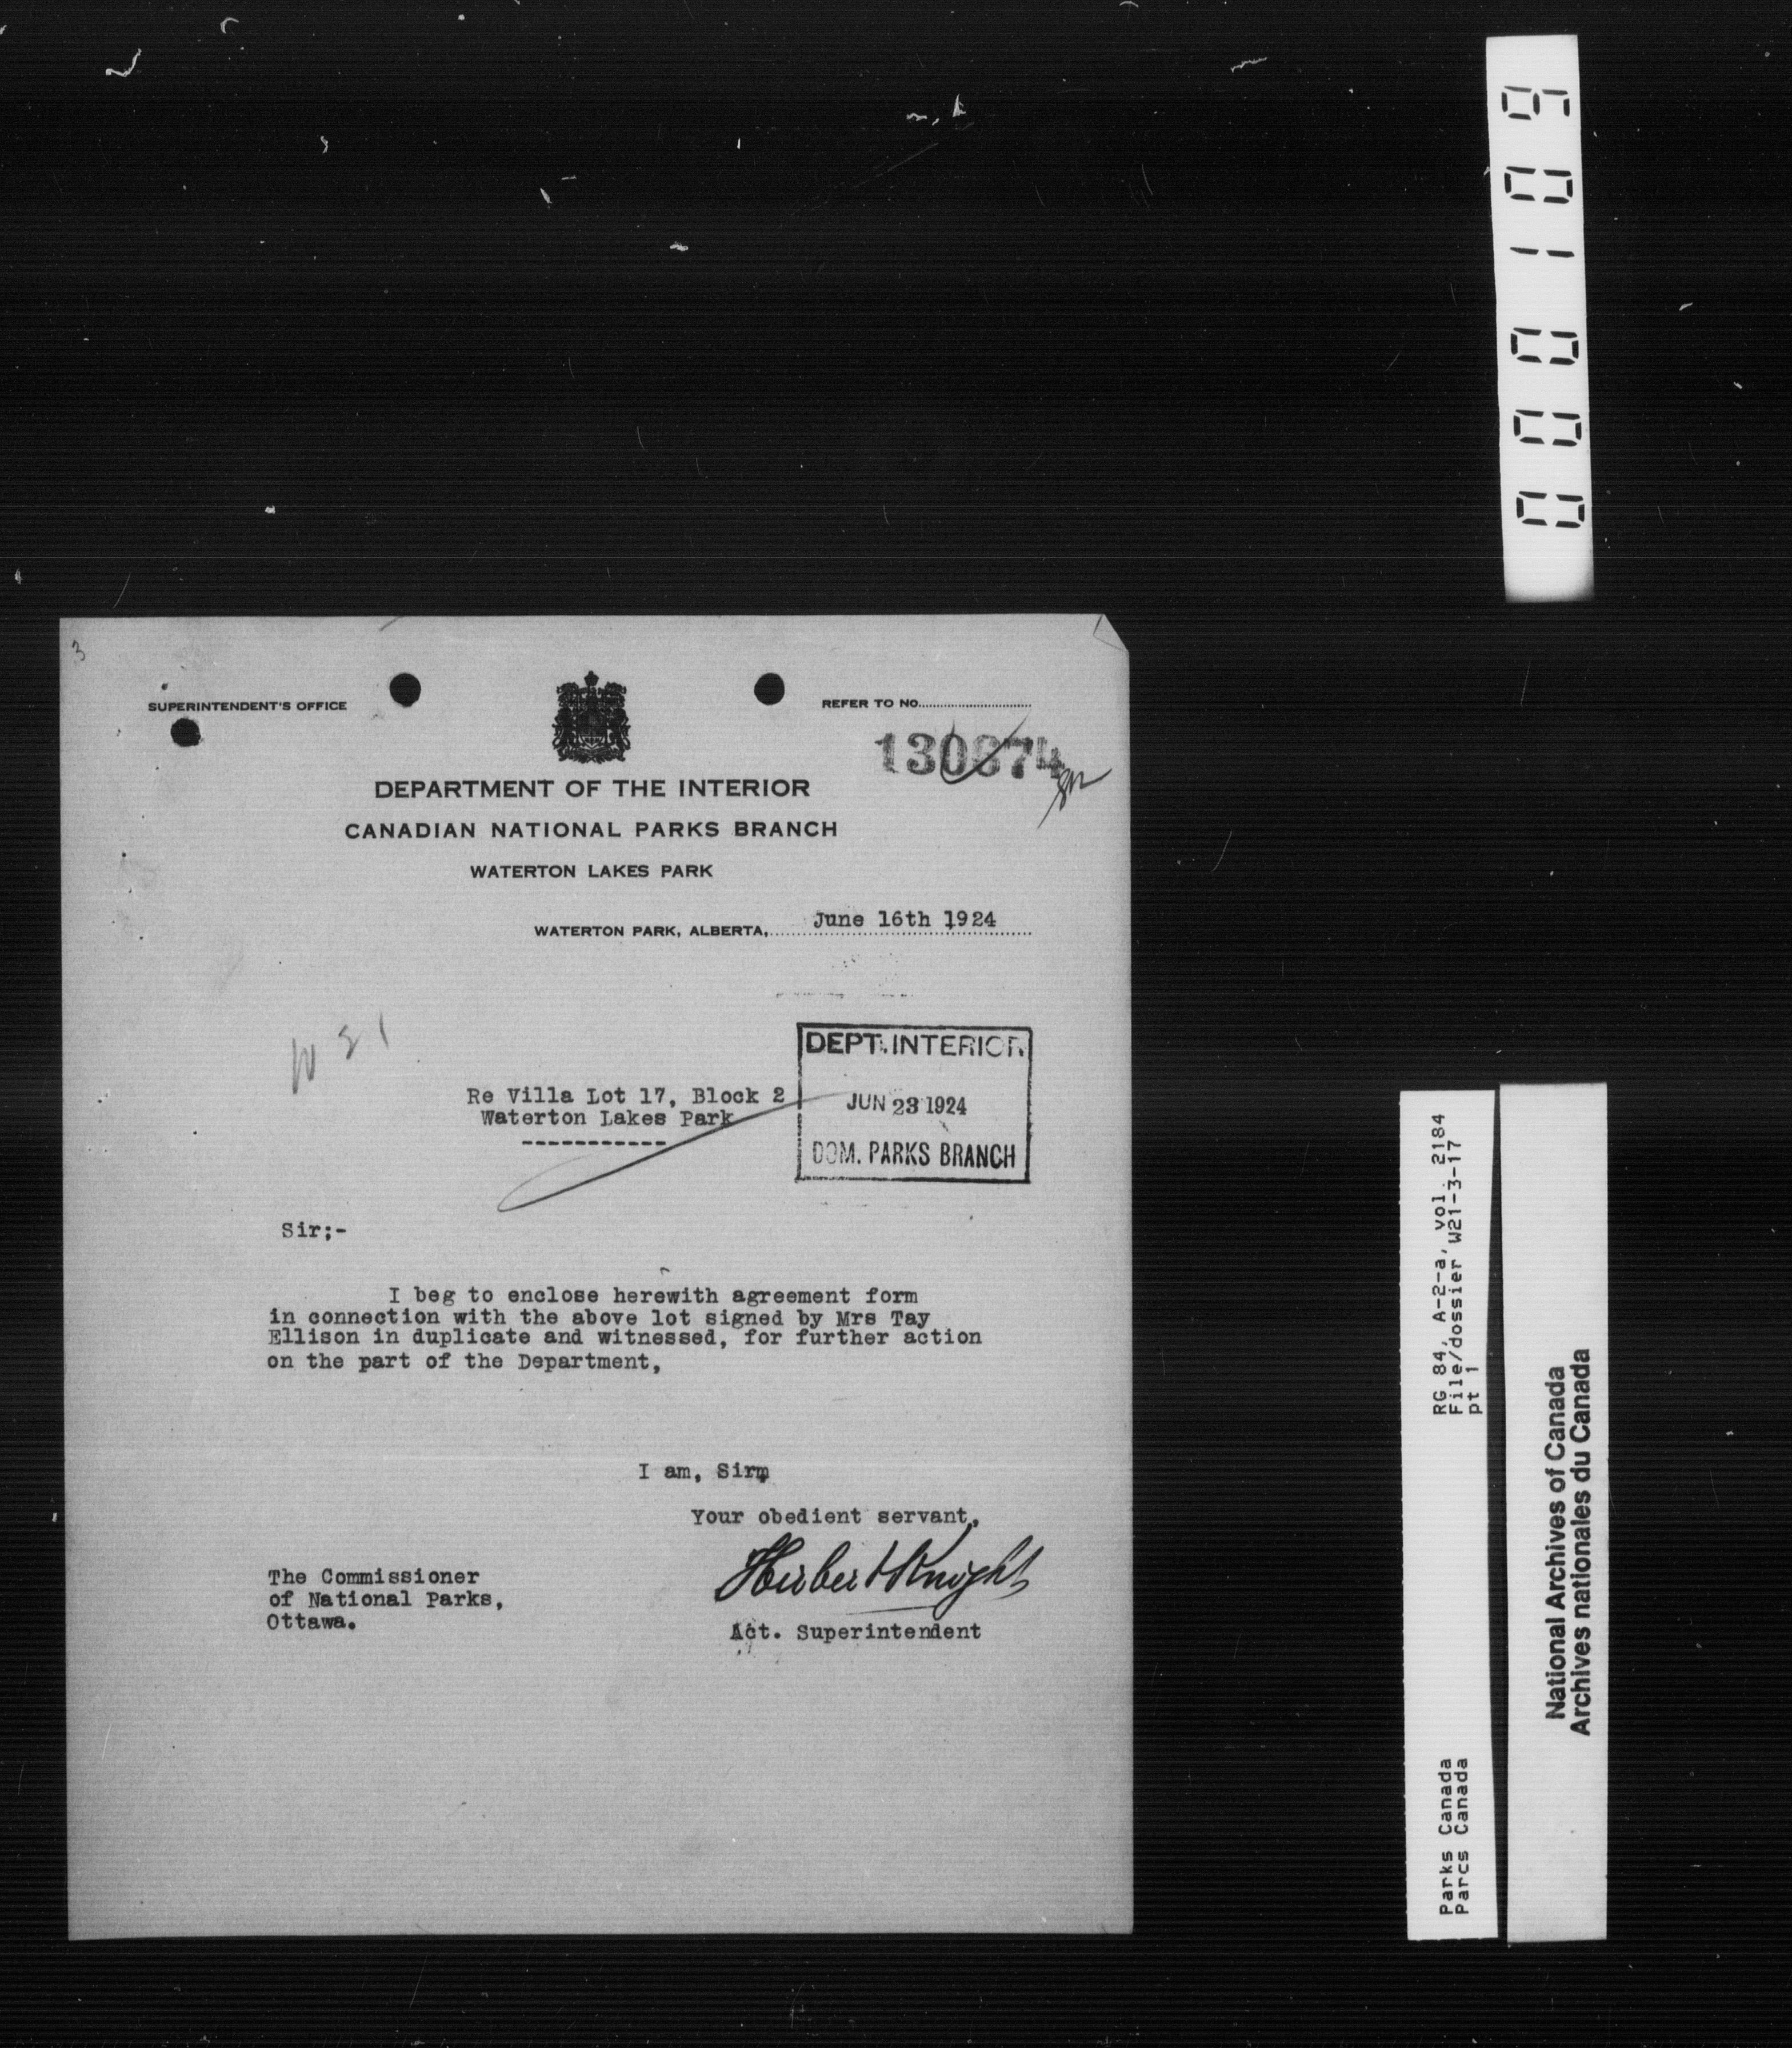 000109
3
SUPERINTENDENT'S OFFICE
REFER TO NO
130874
DEPARTMENT OF THE INTERIOR
CANADIAN NATIONAL PARKS BRANCH
WATERTON LAKES PARK
WATERTON PARK, ALBERTA, June 16th 1924
W 21
DEPT. INTERIOR
JUN 23 1924
DOM. PARKS BRANCH
Re Villa Lot 17, Block 2
Waterton Lakes Park
-----------
Sir;-
I beg to enclose herewith agreement form
in connection with the above lot signed by Mrs Tay
Ellison in duplicate and witnessed, for further action
on the part of the Department,
I am, Sir,
Your obedient servant,
Herbert Knight
Act. Superintendent
The Commissioner
of National Parks,
Ottawa.
RG 84, A-2-a, vol. 2184
File/dossier W21-3-17
pt 1
Parks Canada
Parcs Canada
National Archives of Canada
Archives nationales du Canada